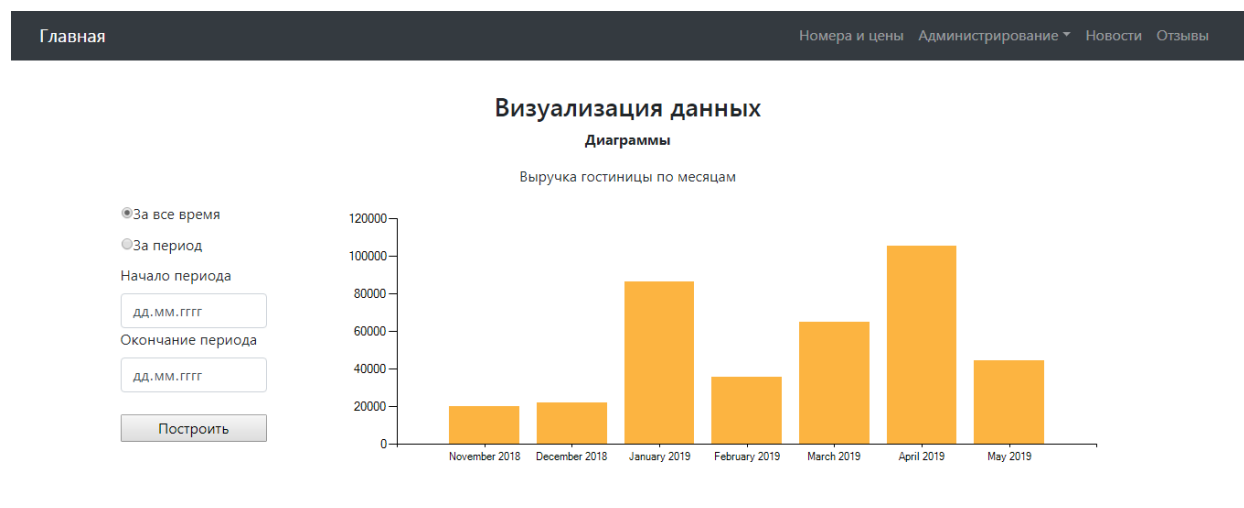 Главная
Номера и цены Администрирование Новости Отзывы
Визуализация данных
Диаграммы
Выручка гостиницы по месяцам
За все время
За период
Начало периода
дд.мм.гггг
Окончание периода
дд.мм.гггг
Построить
120000
100000
80000
60000
40000
20000
0
November 2018 December 2018 January 2019 February 2019 March 2019 April 2019 May 2019